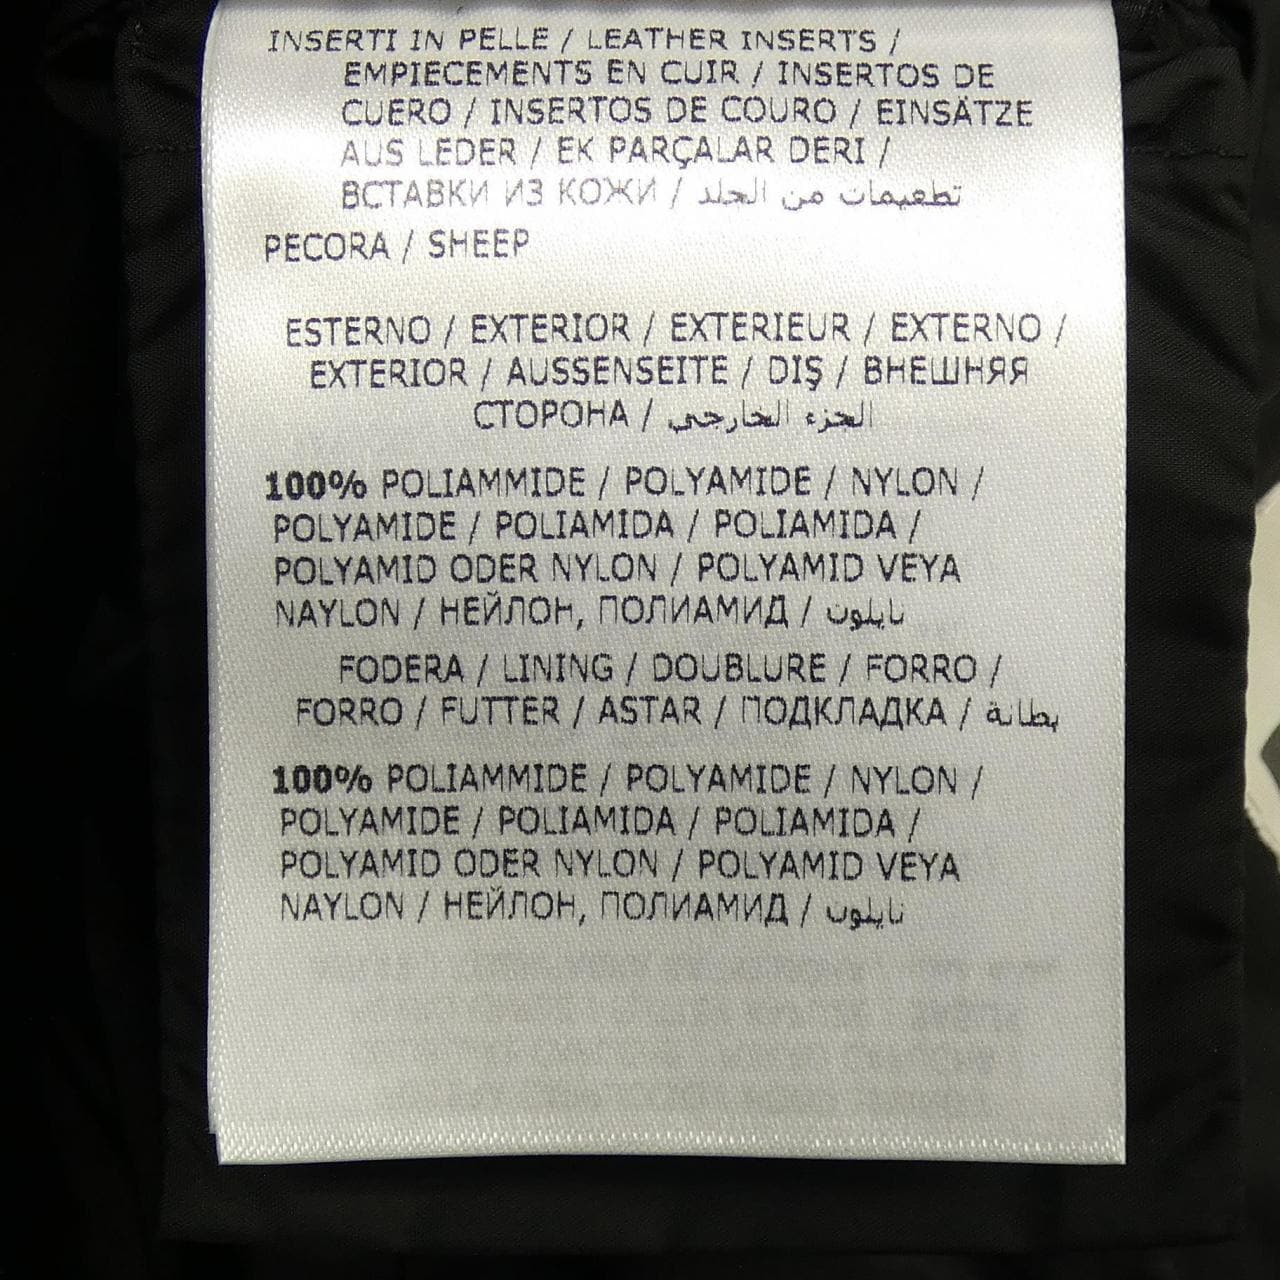 INSERTI IN PELLE / LEATHER INSERTS /
EMPIECEMENTS EN CUIR / INSERTOS DE
CUERO / INSERTOS DE COURO / EINSÄTZE
AUS LEDER / EK PARÇALAR DERI /
ВСТАВКИ ИЗ КОЖИ / تطعيمات من الجلد
PECORA / SHEEP
ESTERNO / EXTERIOR / EXTERIEUR / EXTERNO /
EXTERIOR / AUSSENSEITE / DIŞ / ВНЕШНЯЯ
СТОРОНА / الجزء الخارجي
100% POLIAMMIDE / POLYAMIDE / NYLON /
POLYAMIDE / POLIAMIDA / POLIAMIDA /
POLYAMID ODER NYLON / POLYAMID VEYA
NAYLON / НЕЙЛОН, ПОЛИАМИД / نايلون
FODERA / LINING / DOUBLURE / FORRO /
FORRO / FUTTER / ASTAR / ПОДКЛАДКА / بطانة
100% POLIAMMIDE / POLYAMIDE / NYLON /
POLYAMIDE / POLIAMIDA / POLIAMIDA /
POLYAMID ODER NYLON / POLYAMID VEYA
NAYLON / НЕЙЛОН, ПОЛИАМИД / نايلون